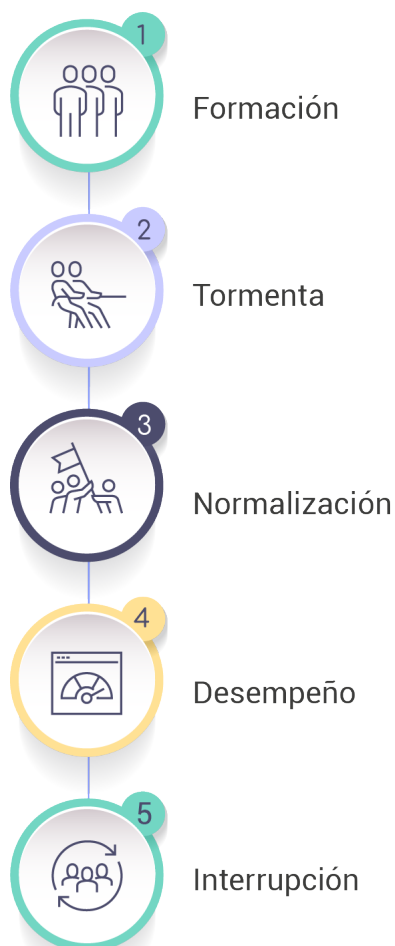 1
Formación
2
Tormenta
3
Normalización
4
Desempeño
5
Interrupción